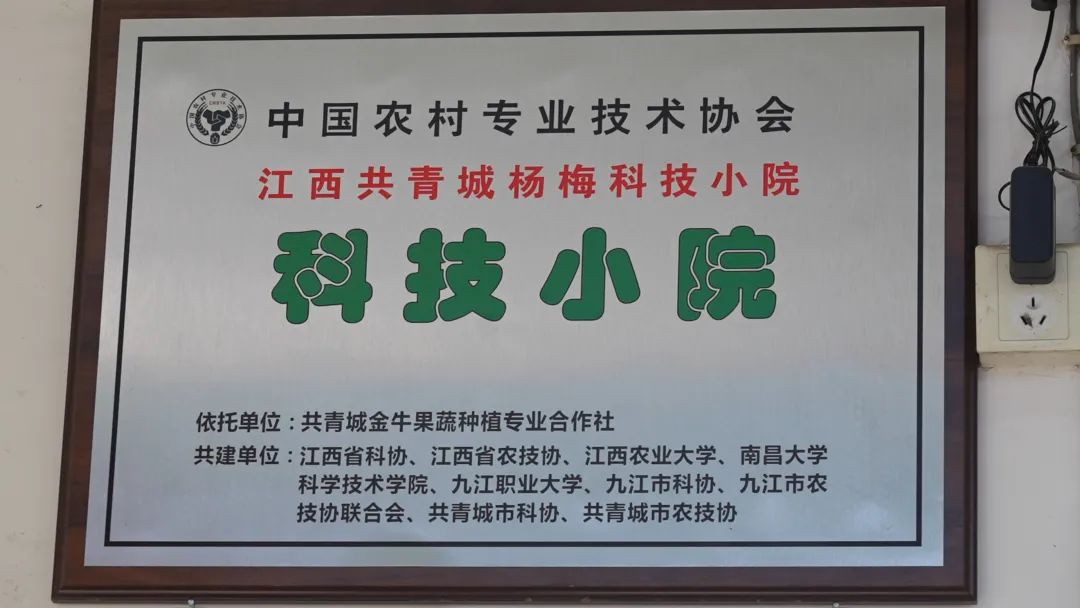 中国农村专业技术协会
江西共青城杨梅科技小院
科技小院
依托单位：共青城金牛果蔬种植专业合作社
共建单位：江西省科协、江西省农技协、江西农业大学、南昌大学
科学技术学院、九江职业大学、九江市科协、九江市农
技协联合会、共青城市科协、共青城市农技协